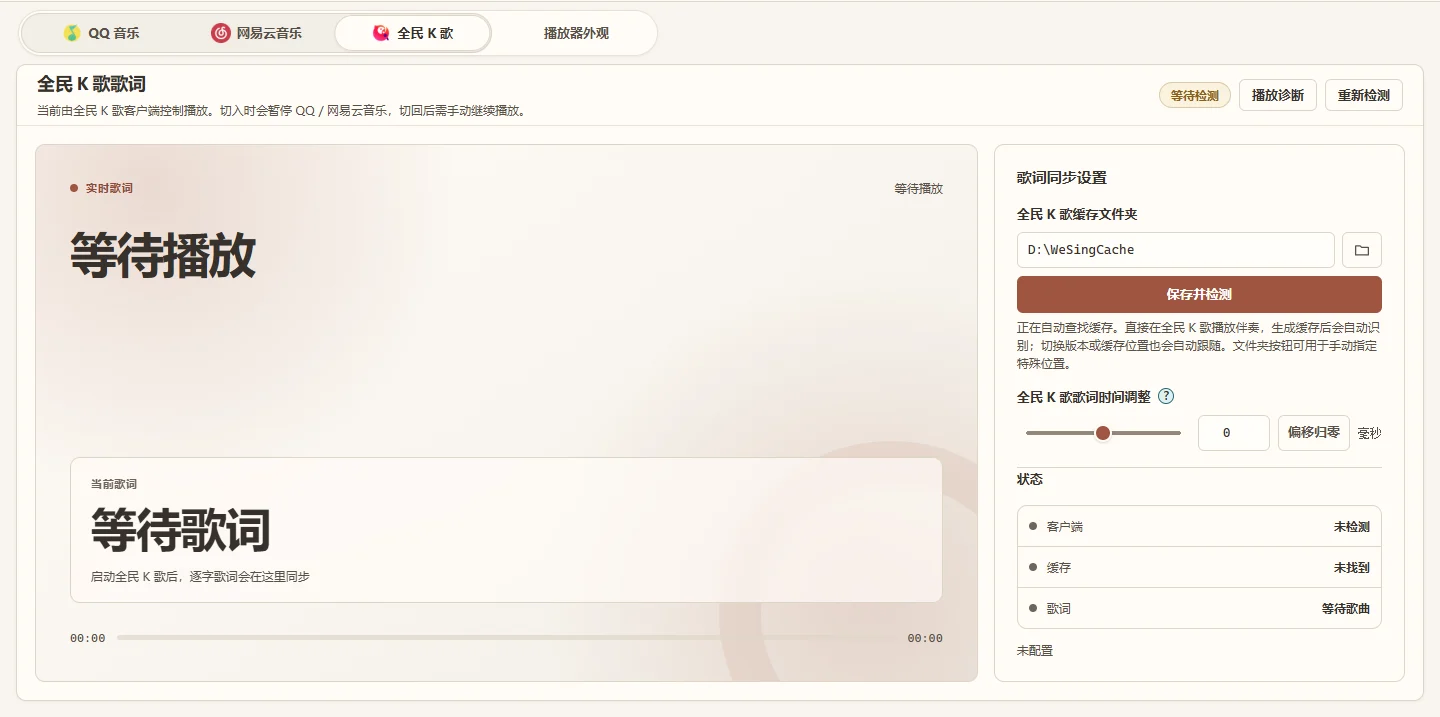 QQ 音乐
网易云音乐
全民 K 歌
播放器外观
全民 K 歌歌词
当前由全民 K 歌客户端控制播放。切入时会暂停 QQ / 网易云音乐，切回后需手动继续播放。
等待检测
播放诊断
重新检测
实时歌词
等待播放
等待播放
当前歌词
等待歌词
启动全民 K 歌后，逐字歌词会在这里同步
00:00
00:00
歌词同步设置
全民 K 歌缓存文件夹
D:\WeSingCache
保存并检测
正在自动查找缓存。直接在全民 K 歌播放伴奏，生成缓存后会自动识
别；切换版本或缓存位置也会自动跟随。文件夹按钮可用于手动指定
特殊位置。
全民 K 歌歌词时间调整 ?
0
偏移归零
毫秒
状态
客户端
未检测
缓存
未找到
歌词
等待歌曲
未配置